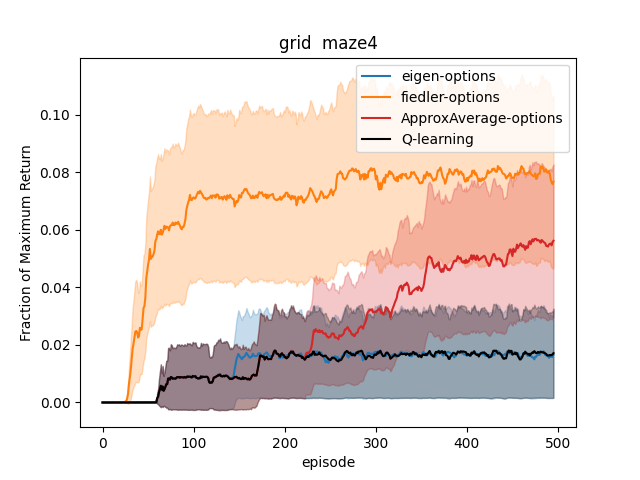 grid  maze4
eigen-options
fiedler-options
ApproxAverage-options
Q-learning
Fraction of Maximum Return
0.10
0.08
0.06
0.04
0.02
0.00
0 100 200 300 400 500
episode